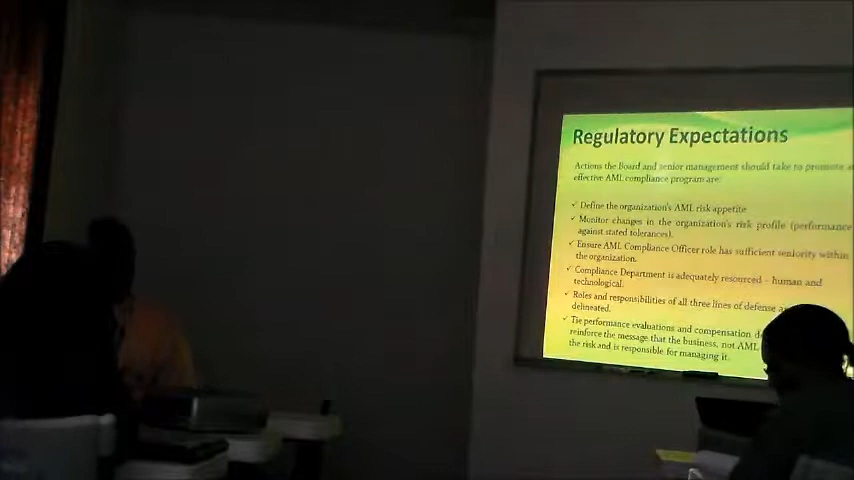 Regulatory Expectations
Actions the Board and senior management should take to promote
effective AML compliance program are:
✓ Define the organization's AML risk appetite
✓ Monitor changes in the organization's risk profile (performance
against stated tolerances).
✓ Ensure AML Compliance Officer role has sufficient seniority within
the organization.
✓ Compliance Department is adequately resourced – human and
technological.
✓ Roles and responsibilities of all three lines of defense
delineated.
✓ Tie performance evaluations and compensation
reinforce the message that the business, not AML
the risk and is responsible for managing it.